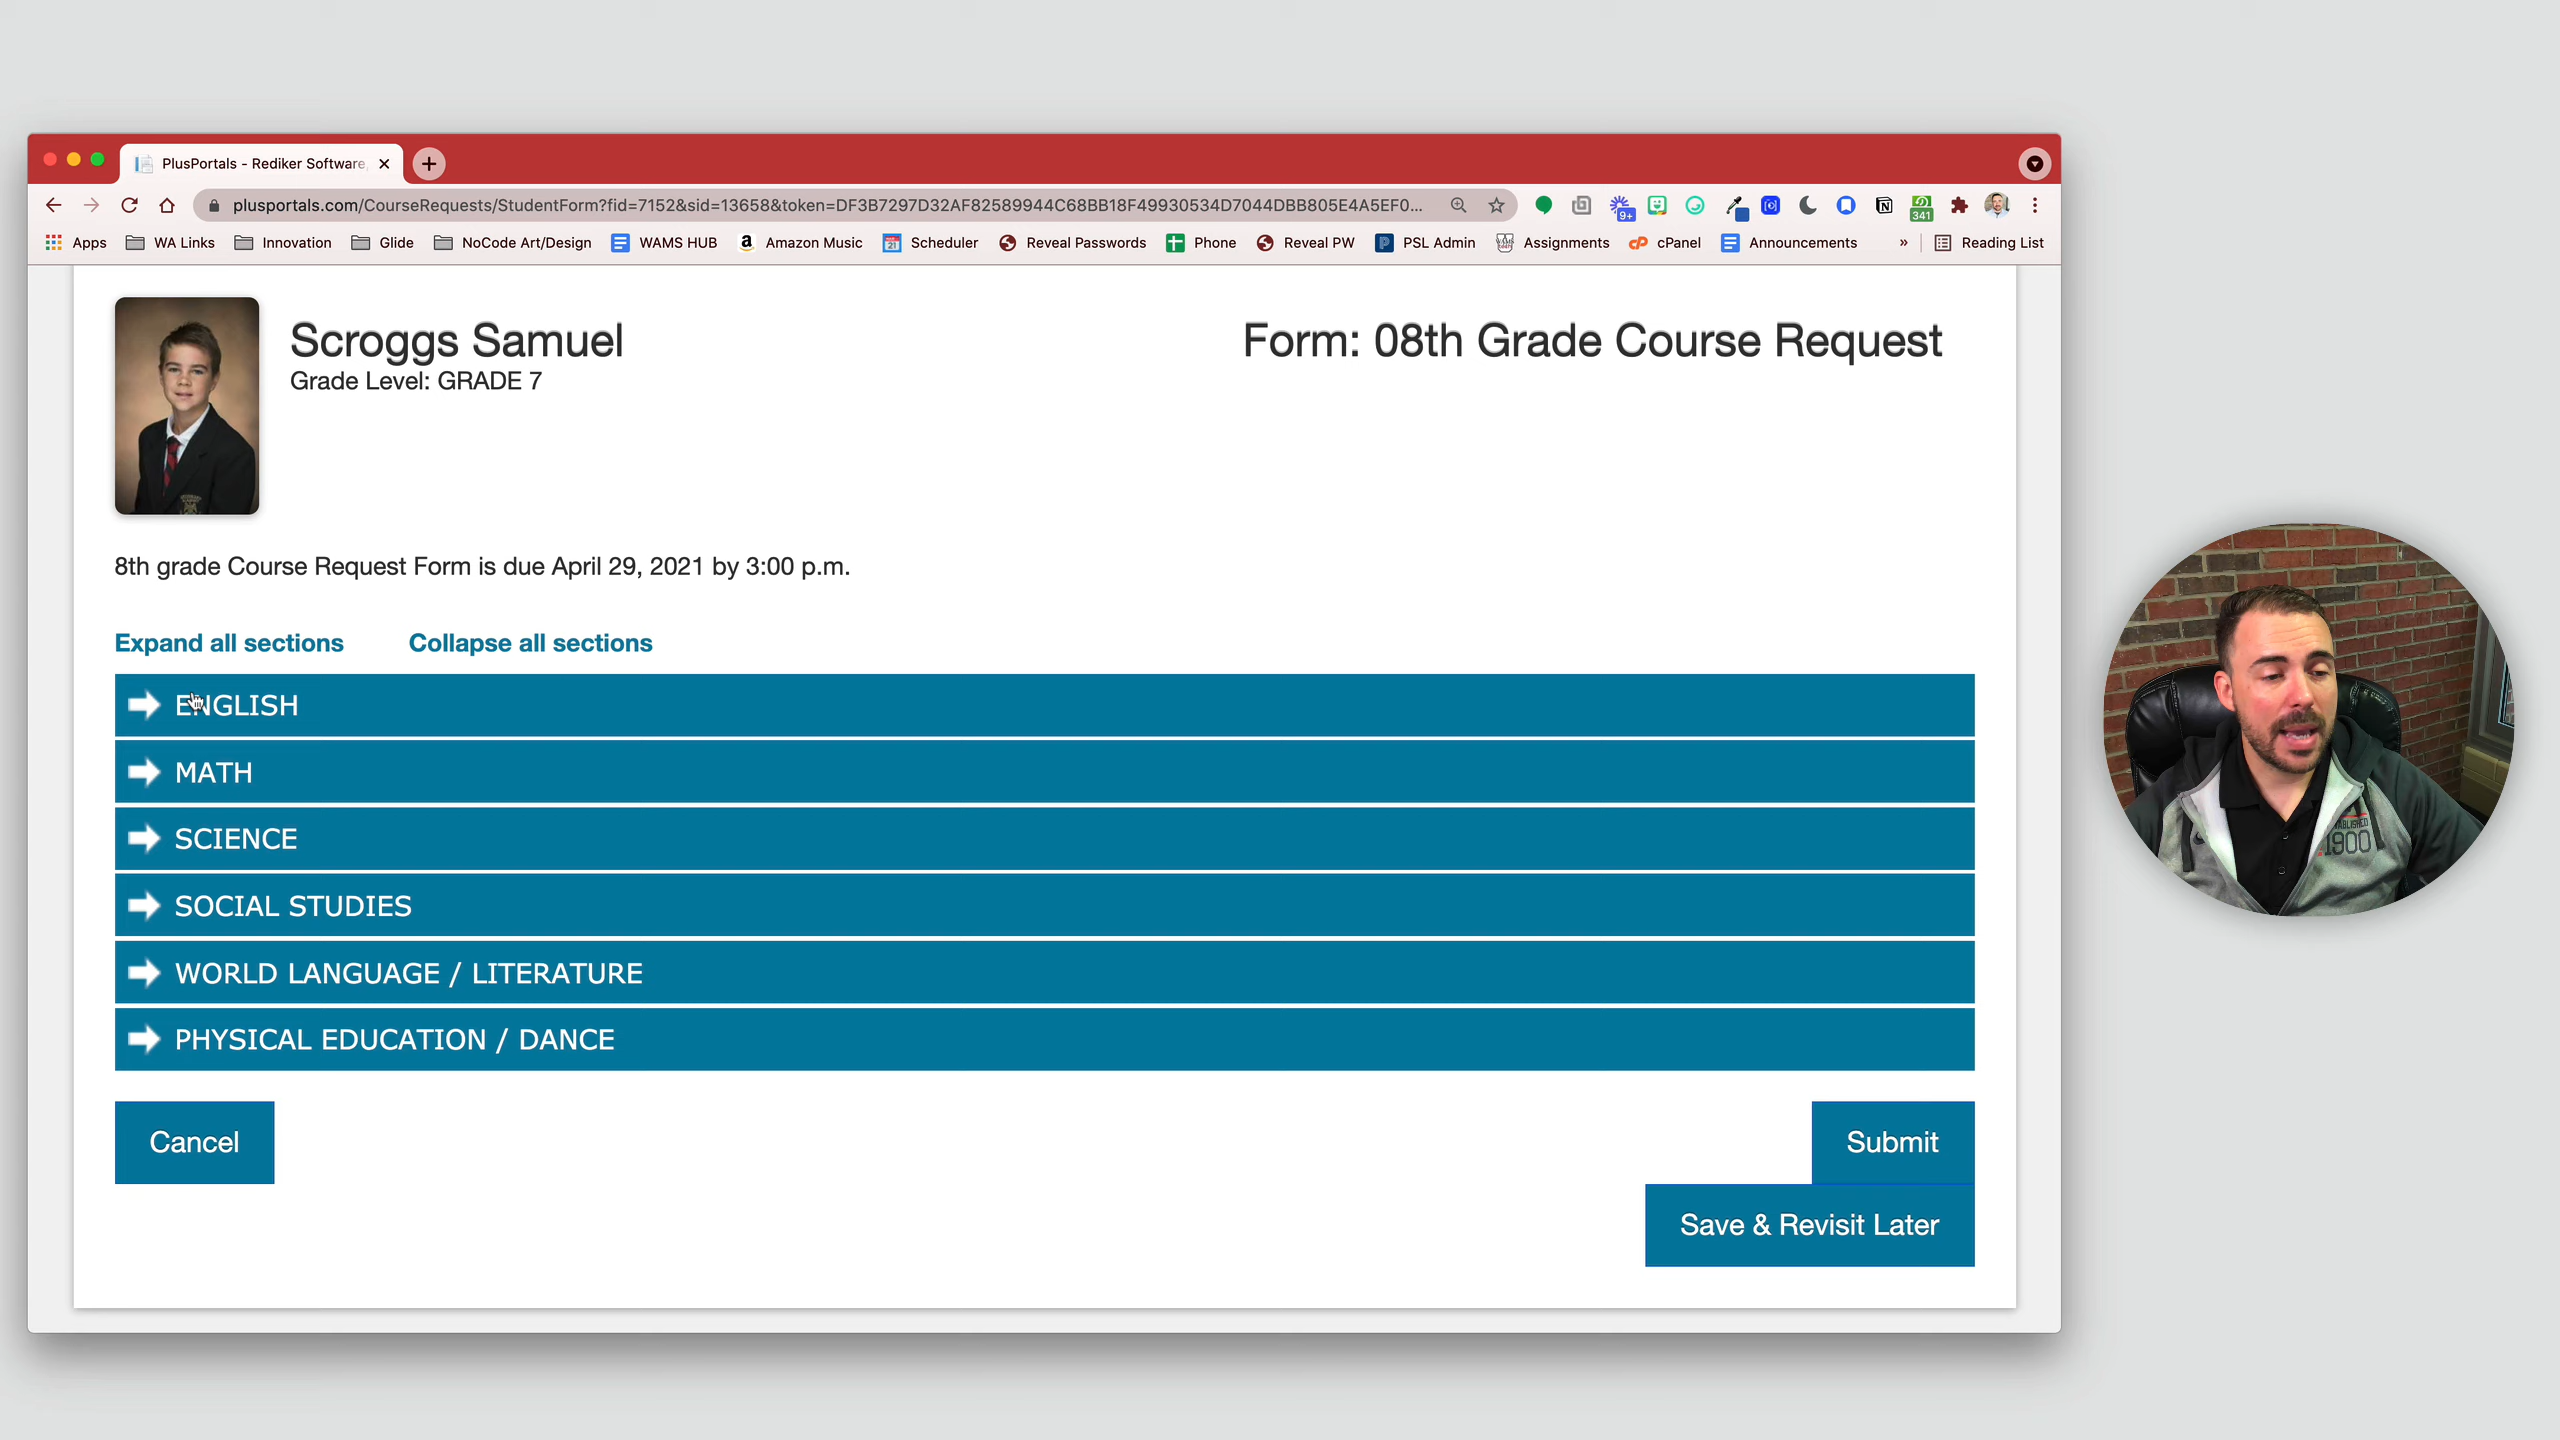 PlusPortals - Rediker Software,
plusportals.com/CourseRequests/StudentForm?fid=7152&sid=13658&token=DF3B7297D32AF82589944C68BB18F49930534D7044DBB805E4A5EF0...
9+
341
Apps WA Links Innovation Glide NoCode Art/Design WAMS HUB Amazon Music Scheduler Reveal Passwords Phone Reveal PW PSL Admin Assignments cPanel Announcements » Reading List
Scroggs Samuel
Form: 08th Grade Course Request
Grade Level: GRADE 7
8th grade Course Request Form is due April 29, 2021 by 3:00 p.m.
Expand all sections Collapse all sections
ENGLISH
MATH
SCIENCE
SOCIAL STUDIES
WORLD LANGUAGE / LITERATURE
PHYSICAL EDUCATION / DANCE
Cancel
Submit
Save & Revisit Later
1900